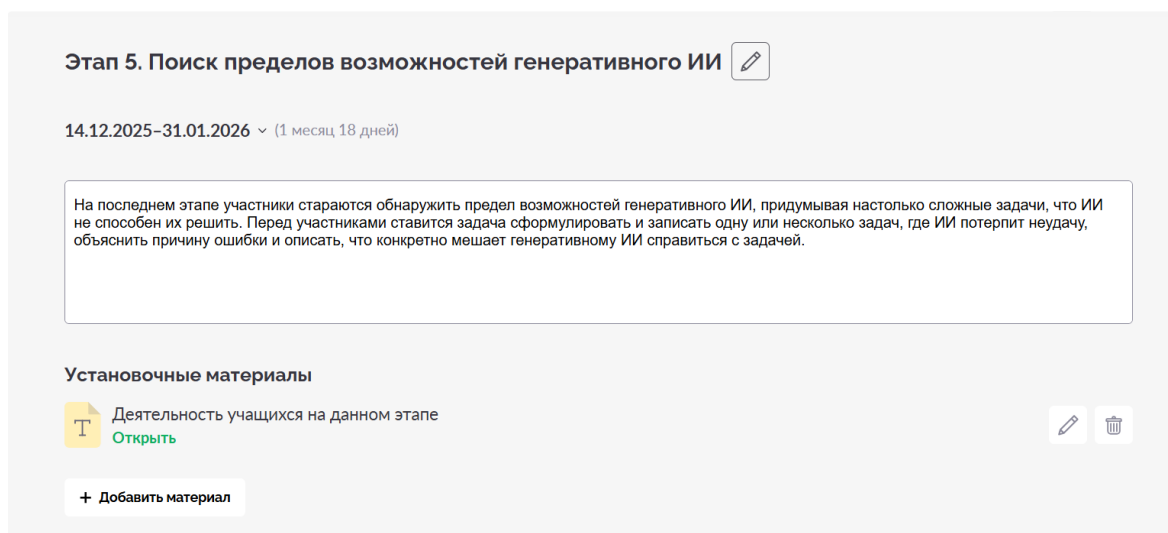 Этап 5. Поиск пределов возможностей генеративного ИИ
14.12.2025–31.01.2026 (1 месяц 18 дней)
На последнем этапе участники стараются обнаружить предел возможностей генеративного ИИ, придумывая настолько сложные задачи, что ИИ
не способен их решить. Перед участниками ставится задача сформулировать и записать одну или несколько задач, где ИИ потерпит неудачу,
объяснить причину ошибки и описать, что конкретно мешает генеративному ИИ справиться с задачей.
Установочные материалы
T
Деятельность учащихся на данном этапе
Открыть
+ Добавить материал